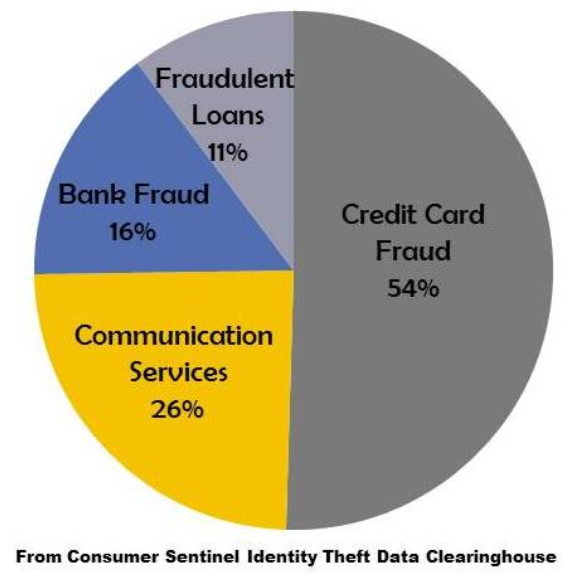 Fraudulent
Loans
11%
Bank Fraud
16%
Credit Card
Fraud
54%
Communication
Services
26%
From Consumer Sentinel Identity Theft Data Clearinghouse